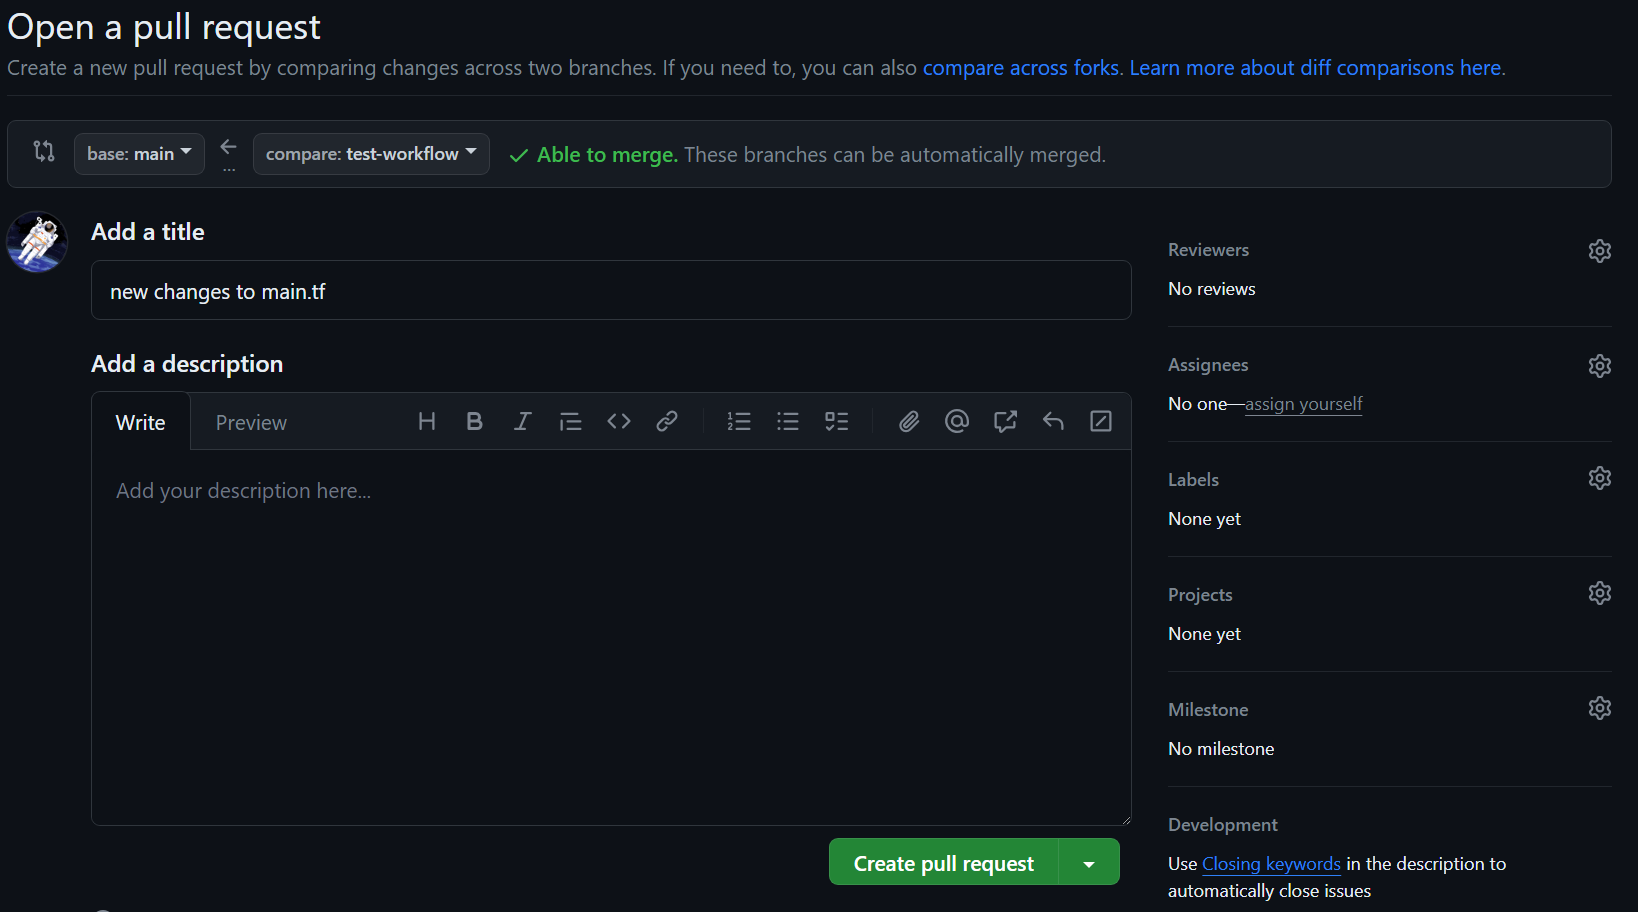 Open a pull request
Create a new pull request by comparing changes across two branches. If you need to, you can also compare across forks. Learn more about diff comparisons here.
base: main
compare: test-workflow
Able to merge. These branches can be automatically merged.
Add a title
new changes to main.tf
Add a description
Write
Preview
Add your description here...
Create pull request
Reviewers
No reviews
Assignees
No one—assign yourself
Labels
None yet
Projects
None yet
Milestone
No milestone
Development
Use Closing keywords in the description to
automatically close issues